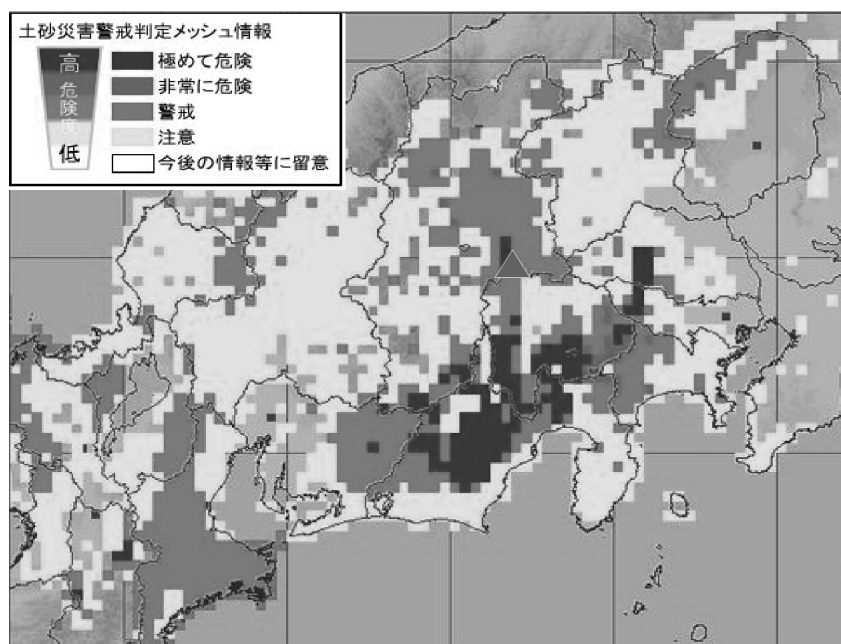 土砂災害警戒判定メッシュ情報
高
危険度
低
極めて危険
非常に危険
警戒
注意
今後の情報等に留意